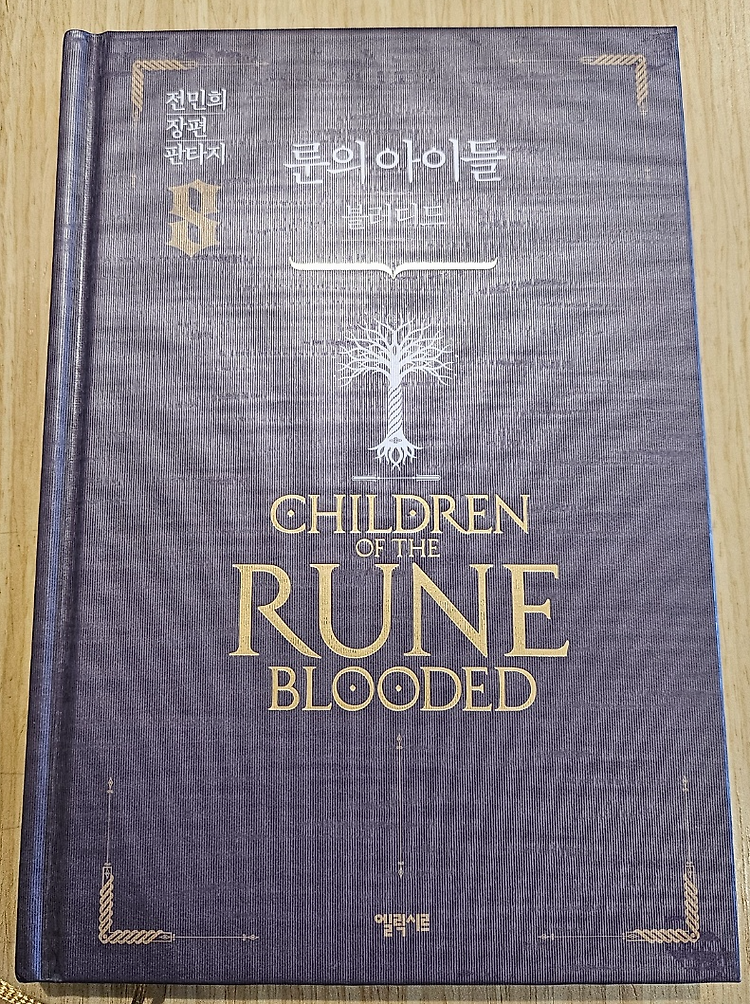 전민희
장편
판타지
8
룬의 아이들
블러디드
CHILDREN
OF THE
RUNE
BLOODED
엘릭시르